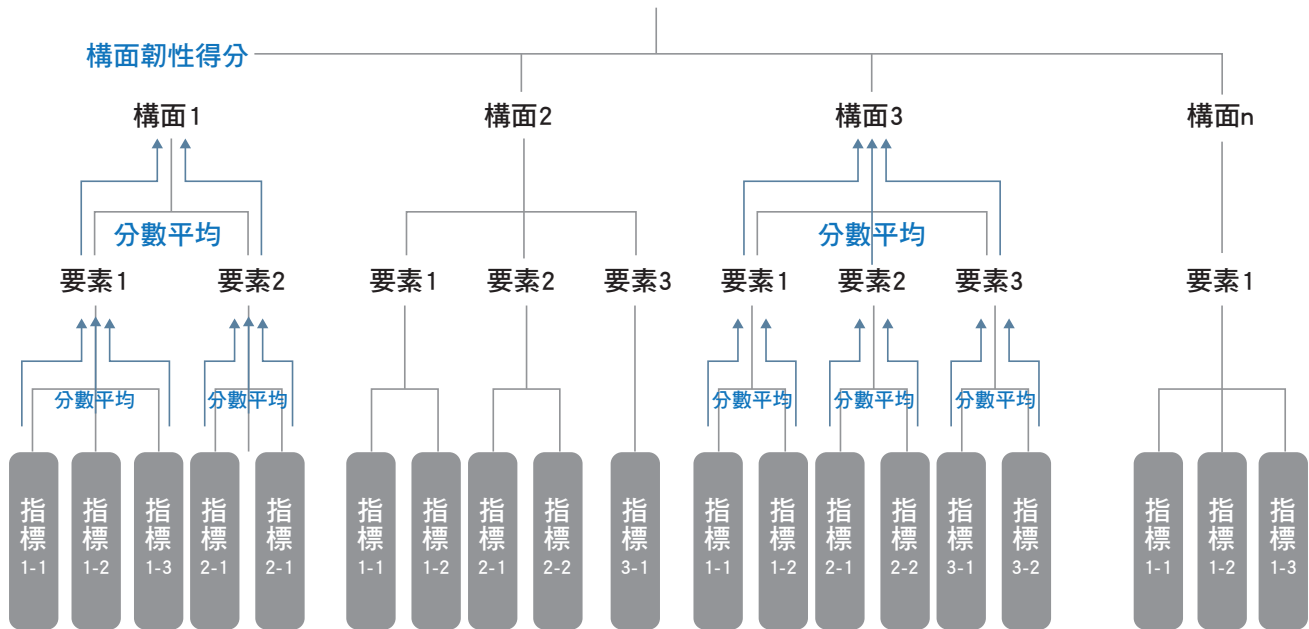 構面韌性得分
構面1
構面2
構面3
構面n
分數平均
分數平均
要素1
要素2
要素1
要素2
要素3
要素1
要素2
要素3
要素1
分數平均
分數平均
分數平均
分數平均
分數平均
指標
1-1
指標
1-2
指標
1-3
指標
2-1
指標
2-1
指標
1-1
指標
1-2
指標
2-1
指標
2-2
指標
3-1
指標
1-1
指標
1-2
指標
2-1
指標
2-2
指標
3-1
指標
3-2
指標
1-1
指標
1-2
指標
1-3